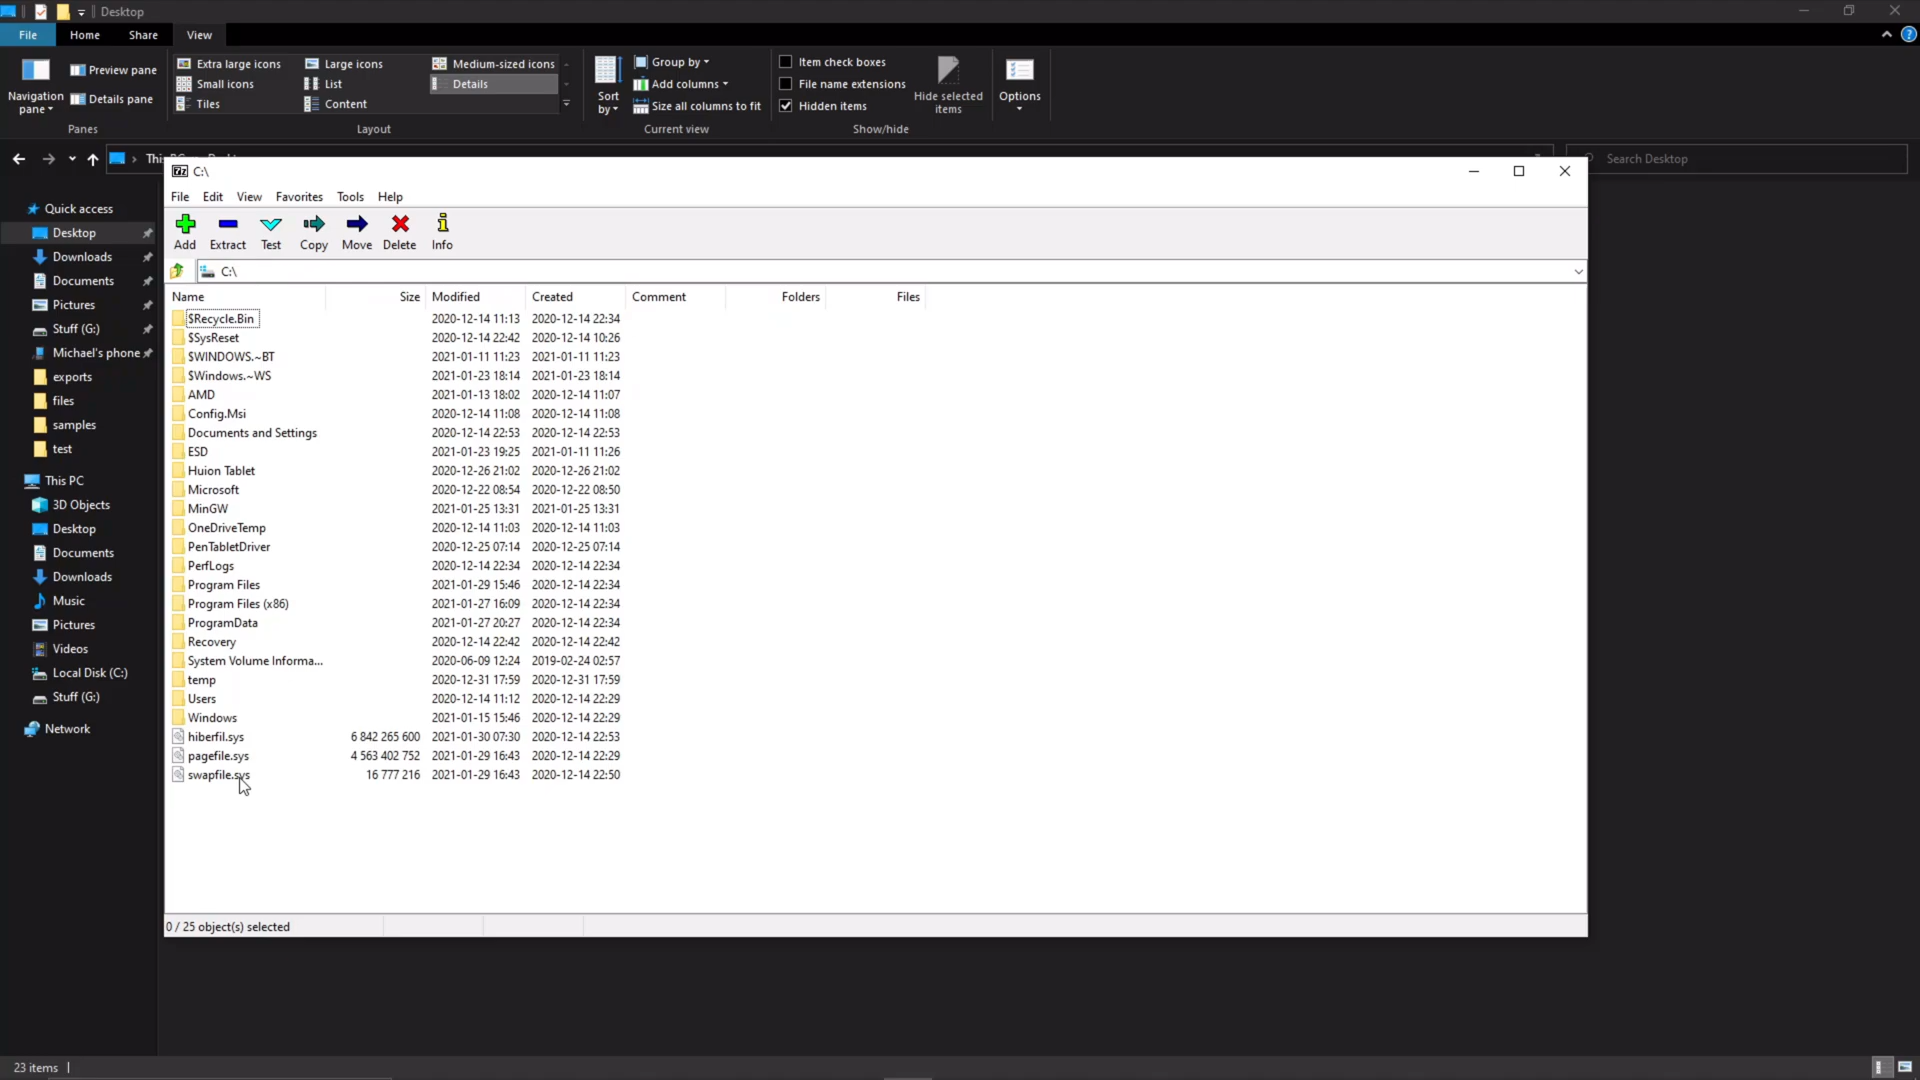 Desktop
File Home Share View
Navigation pane
Preview pane
Details pane
Panes
Extra large icons Large icons Medium-sized icons
Small icons List Details
Tiles Content
Layout
Sort by
Group by
Add columns
Size all columns to fit
Current view
Item check boxes
File name extensions
Hidden items
Hide selected items
Show/hide
Options
Search Desktop
Quick access
Desktop
Downloads
Documents
Pictures
Stuff (G:)
Michael's phone
exports
files
samples
test
This PC
3D Objects
Desktop
Documents
Downloads
Music
Pictures
Videos
Local Disk (C:)
Stuff (G:)
Network
7z C:\
File Edit View Favorites Tools Help
Add Extract Test Copy Move Delete Info
C:\
Name Size Modified Created Comment Folders Files
$Recycle.Bin 2020-12-14 11:13 2020-12-14 22:34
$SysReset 2020-12-14 22:42 2020-12-14 10:26
$WINDOWS.~BT 2021-01-11 11:23 2021-01-11 11:23
$Windows.~WS 2021-01-23 18:14 2021-01-23 18:14
AMD 2021-01-13 18:02 2020-12-14 11:07
Config.Msi 2020-12-14 11:08 2020-12-14 11:08
Documents and Settings 2020-12-14 22:53 2020-12-14 22:53
ESD 2021-01-23 19:25 2021-01-11 11:26
Huion Tablet 2020-12-26 21:02 2020-12-26 21:02
Microsoft 2020-12-22 08:54 2020-12-22 08:50
MinGW 2021-01-25 13:31 2021-01-25 13:31
OneDriveTemp 2020-12-14 11:03 2020-12-14 11:03
PenTabletDriver 2020-12-25 07:14 2020-12-25 07:14
PerfLogs 2020-12-14 22:34 2020-12-14 22:34
Program Files 2021-01-29 15:46 2020-12-14 22:34
Program Files (x86) 2021-01-27 16:09 2020-12-14 22:34
ProgramData 2021-01-27 20:27 2020-12-14 22:34
Recovery 2020-12-14 22:42 2020-12-14 22:42
System Volume Informa... 2020-06-09 12:24 2019-02-24 02:57
temp 2020-12-31 17:59 2020-12-31 17:59
Users 2020-12-14 11:12 2020-12-14 22:29
Windows 2021-01-15 15:46 2020-12-14 22:29
hiberfil.sys 6 842 265 600 2021-01-30 07:30 2020-12-14 22:53
pagefile.sys 4 563 402 752 2021-01-29 16:43 2020-12-14 22:29
swapfile.sys 16 777 216 2021-01-29 16:43 2020-12-14 22:50
0 / 25 object(s) selected
23 items